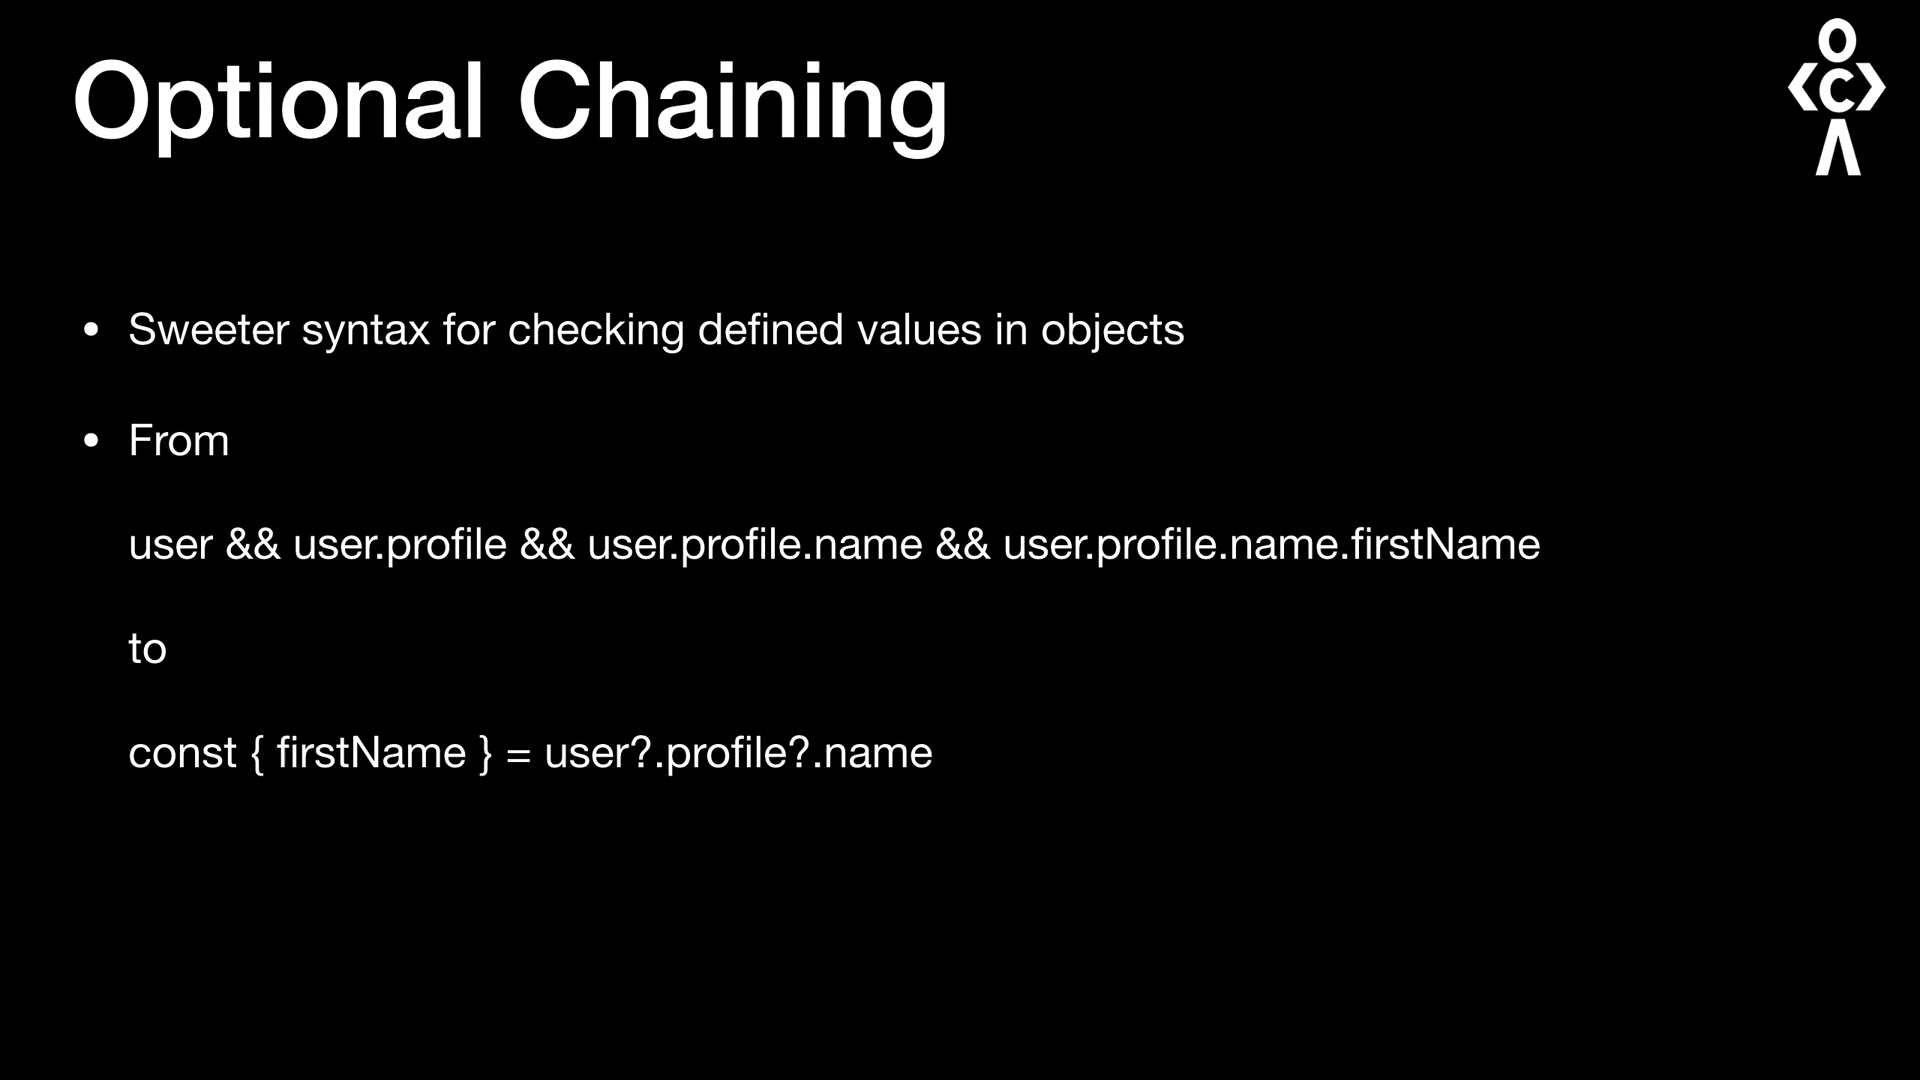 Optional Chaining
O
<C>
Λ
• Sweeter syntax for checking defined values in objects
• From
user && user.profile && user.profile.name && user.profile.name.firstName
to
const { firstName } = user?.profile?.name